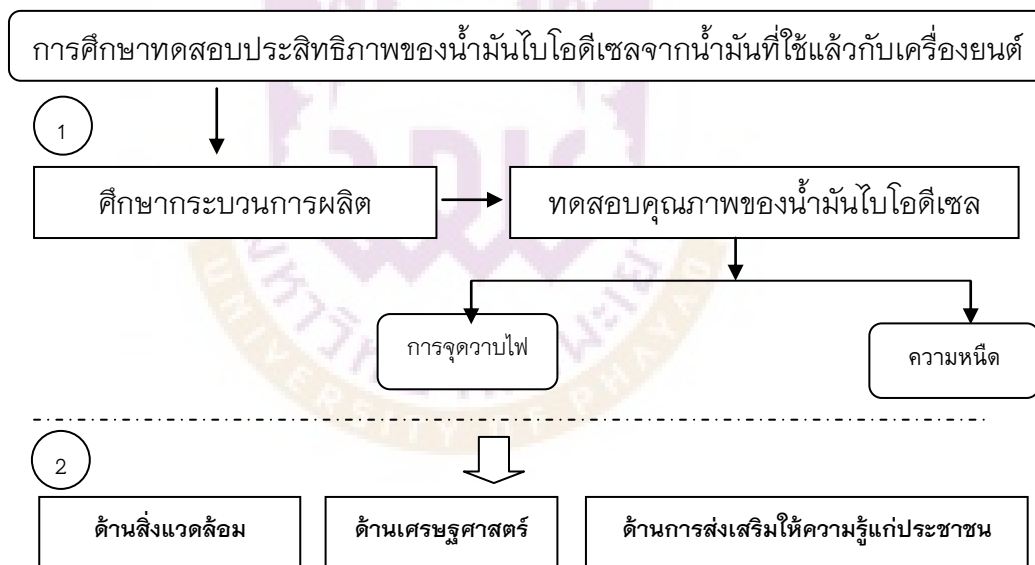 การศึกษาทดสอบประสิทธิภาพของน้ำมันไบโอดีเซลจากน้ำมันที่ใช้แล้วกับเครื่องยนต์
1
ศึกษากระบวนการผลิต
ทดสอบคุณภาพของน้ำมันไบโอดีเซล
การจุดวาบไฟ
ความหนืด
2
ด้านสิ่งแวดล้อม
ด้านเศรษฐศาสตร์
ด้านการส่งเสริมให้ความรู้แก่ประชาชน
UNIVERSITY OF PHAYAO